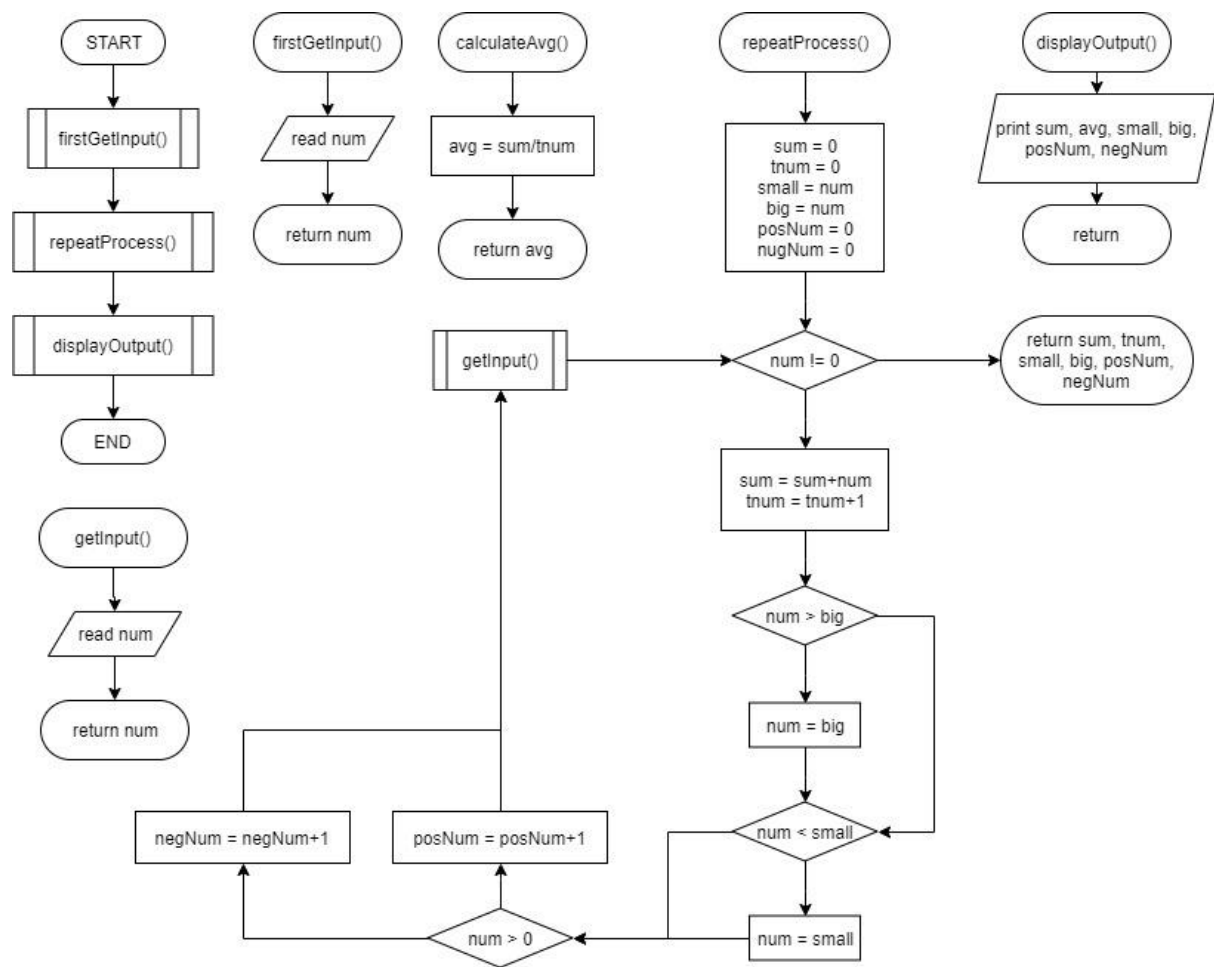 START
firstGetInput()
repeatProcess()
displayOutput()
END
getInput()
read num
return num
firstGetInput()
read num
return num
calculateAvg()
avg = sum/tnum
return avg
repeatProcess()
sum = 0
tnum = 0
small = num
big = num
posNum = 0
nugNum = 0
getInput()
num != 0
return sum, tnum,
small, big, posNum,
negNum
sum = sum+num
tnum = tnum+1
num > big
num = big
num < small
num = small
num > 0
posNum = posNum+1
negNum = negNum+1
displayOutput()
print sum, avg, small, big,
posNum, negNum
return